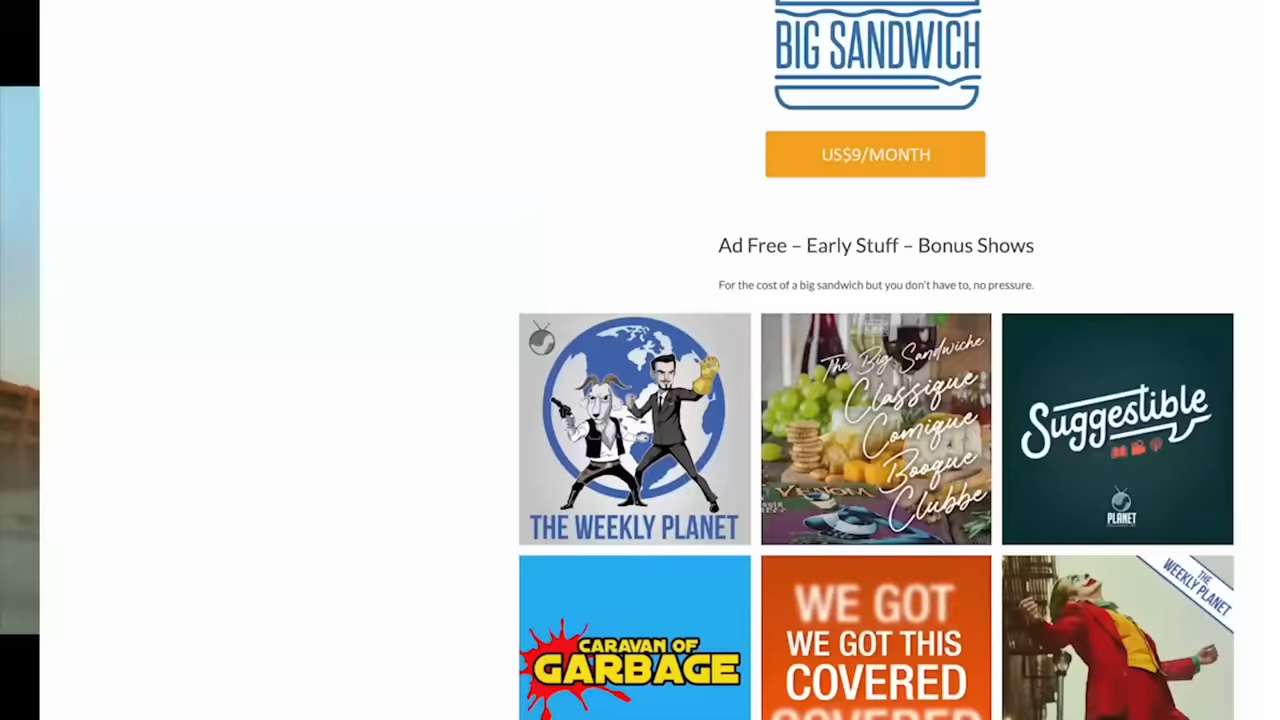 BIG SANDWICH
US$9/MONTH
Ad Free – Early Stuff – Bonus Shows
For the cost of a big sandwich but you don't have to, no pressure.
THE WEEKLY PLANET
The Big Sandwiche
Classique
Comique
Booque
Clubbe
VENOM
Suggestible
PLANET
CARAVAN OF
GARBAGE
WE GOT
WE GOT THIS
COVERED
COVERED
THE
WEEKLY PLANET